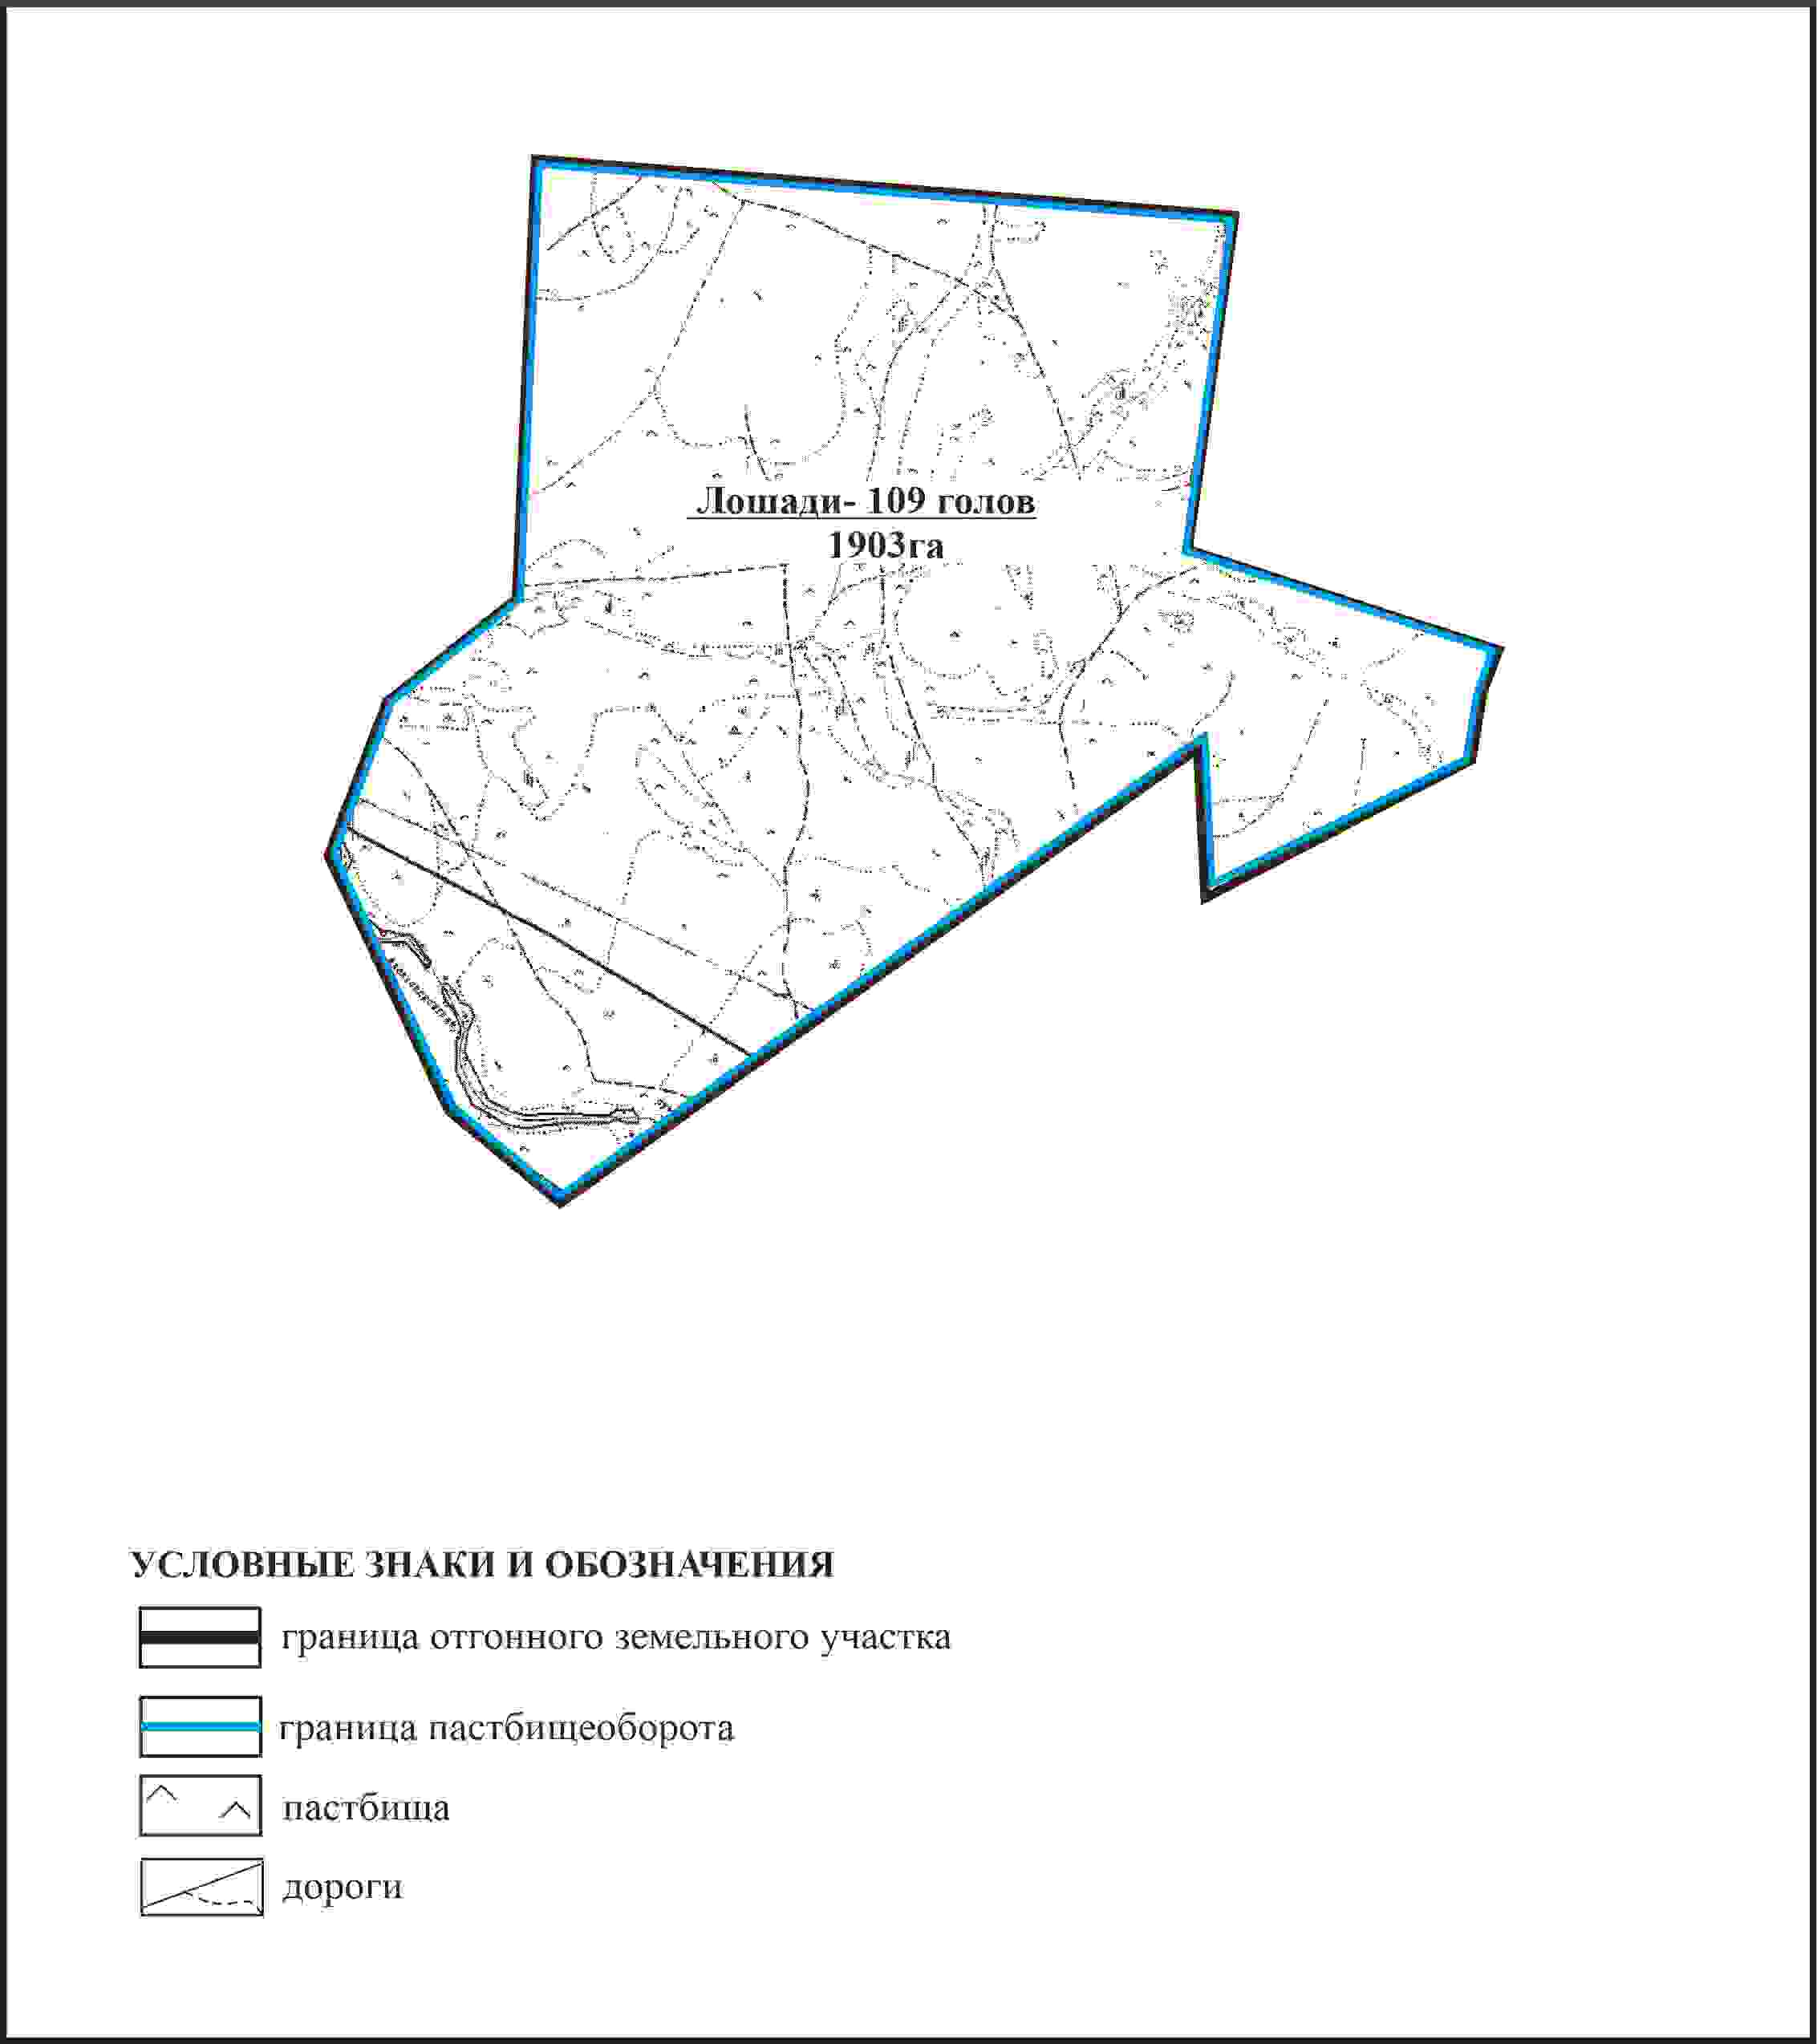 Лошади- 109 голов
1903га
УСЛОВНЫЕ ЗНАКИ И ОБОЗНАЧЕНИЯ
граница отгонного земельного участка
граница пастбищеоборота
пастбища
дороги